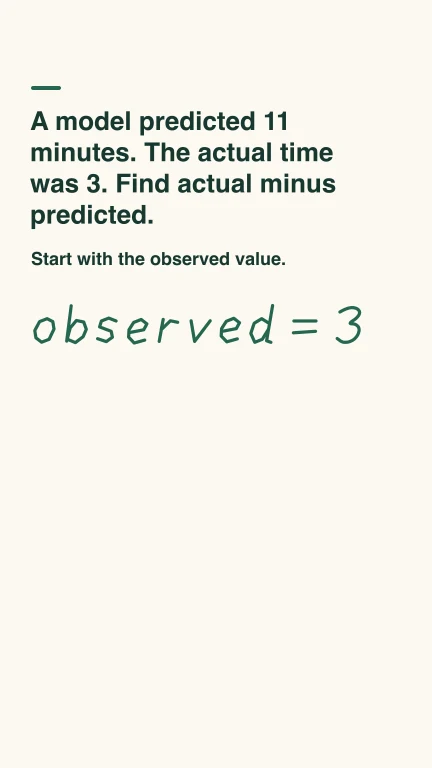 A model predicted 11
minutes. The actual time
was 3. Find actual minus
predicted.
Start with the observed value.
observed = 3